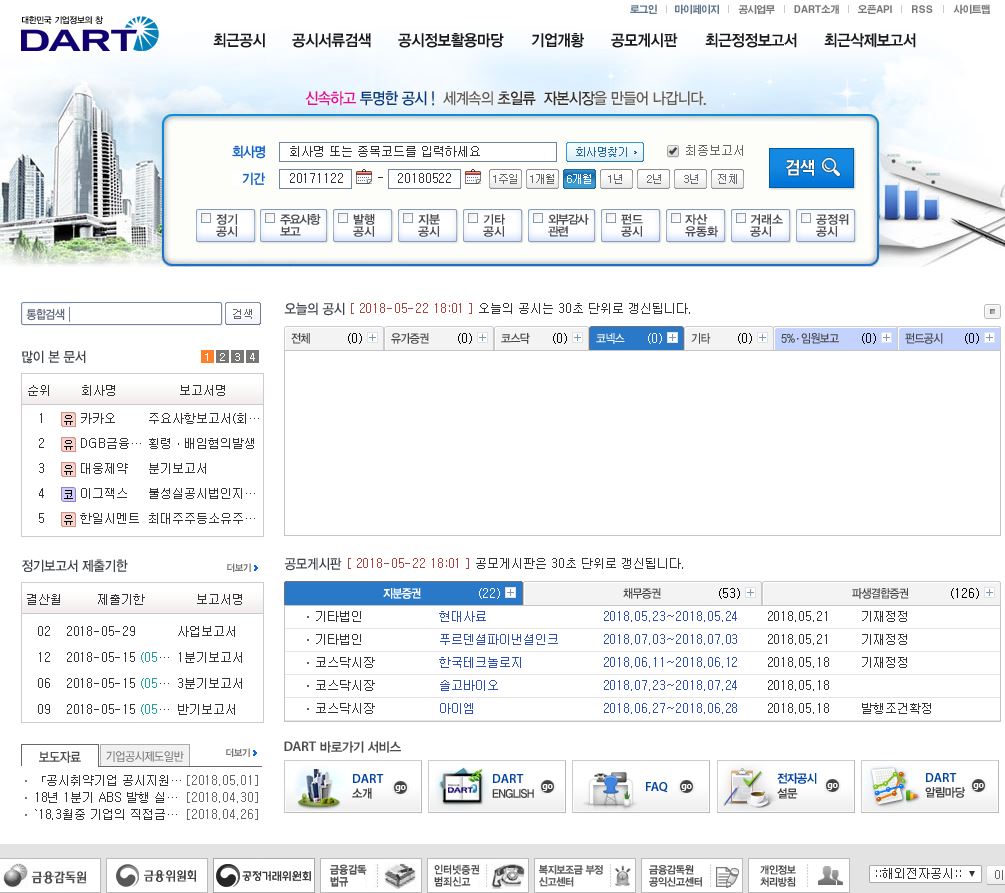 로그인 마이페이지 공시업무 DART소개 오픈API RSS 사이트맵
대한민국 기업정보의 창
DART
최근공시 공시서류검색 공시정보활용마당 기업개황 공모게시판 최근정정보고서 최근삭제보고서
신속하고 투명한 공시! 세계속의 초일류 자본시장을 만들어 나갑니다.
회사명 회사명 또는 종목코드를 입력하세요 회사명찾기 최종보고서
기간 20171122 - 20180522 1주일 1개월 6개월 1년 2년 3년 전체
검색
정기공시 주요사항보고 발행공시 지분공시 기타공시 외부감사관련 펀드공시 자산유동화 거래소공시 공정위공시
통합검색 검색
많이 본 문서 1 2 3 4
순위 회사명 보고서명
1 유 카카오 주요사항보고서(회…
2 유 DGB금융… 횡령ㆍ배임혐의발생
3 유 대웅제약 분기보고서
4 코 이그잭스 불성실공시법인지…
5 유 한일시멘트 최대주주등소유주…
정기보고서 제출기한 더보기
결산월 제출기한 보고서명
02 2018-05-29 사업보고서
12 2018-05-15 (05… 1분기보고서
06 2018-05-15 (05… 3분기보고서
09 2018-05-15 (05… 반기보고서
보도자료 기업공시제도일반 더보기
· 「공시취약기업 공시지원… [2018.05.01]
· 18년 1분기 ABS 발행 실… [2018.04.30]
· `18.3월중 기업의 직접금… [2018.04.26]
오늘의 공시 [ 2018-05-22 18:01 ] 오늘의 공시는 30초 단위로 갱신됩니다.
전체 (0) 유가증권 (0) 코스닥 (0) 코넥스 (0) 기타 (0) 5%·임원보고 (0) 펀드공시 (0)
공모게시판 [ 2018-05-22 18:01 ] 공모게시판은 30초 단위로 갱신됩니다.
지분증권 (22) 채무증권 (53) 파생결합증권 (126)
· 기타법인 현대사료 2018.05.23~2018.05.24 2018.05.21 기재정정
· 기타법인 푸르덴셜파이낸셜인크 2018.07.03~2018.07.03 2018.05.21 기재정정
· 코스닥시장 한국테크놀로지 2018.06.11~2018.06.12 2018.05.18 기재정정
· 코스닥시장 솔고바이오 2018.07.23~2018.07.24 2018.05.18
· 코스닥시장 아이엠 2018.06.27~2018.06.28 2018.05.18 발행조건확정
DART 바로가기 서비스
DART 소개 go
DART ENGLISH go
FAQ go
전자공시 설문 go
DART 알림마당 go
금융감독원 금융위원회 공정거래위원회 금융감독법규 인터넷증권범죄신고 복지보조금 부정신고센터 금융감독원 공익신고센터 개인정보 처리방침 ::해외전자공시::